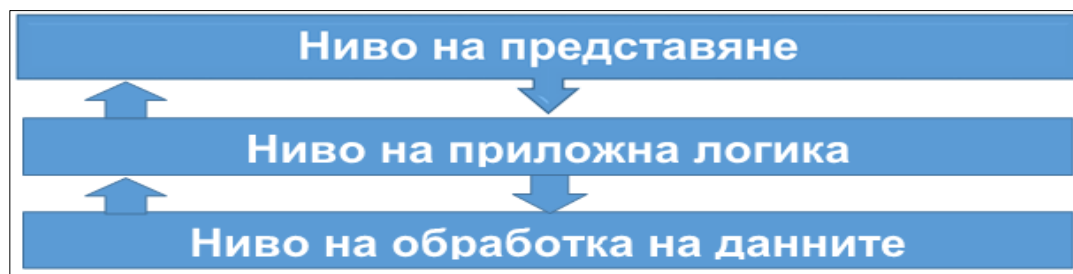 Ниво на представяне
Ниво на приложна логика
Ниво на обработка на данните